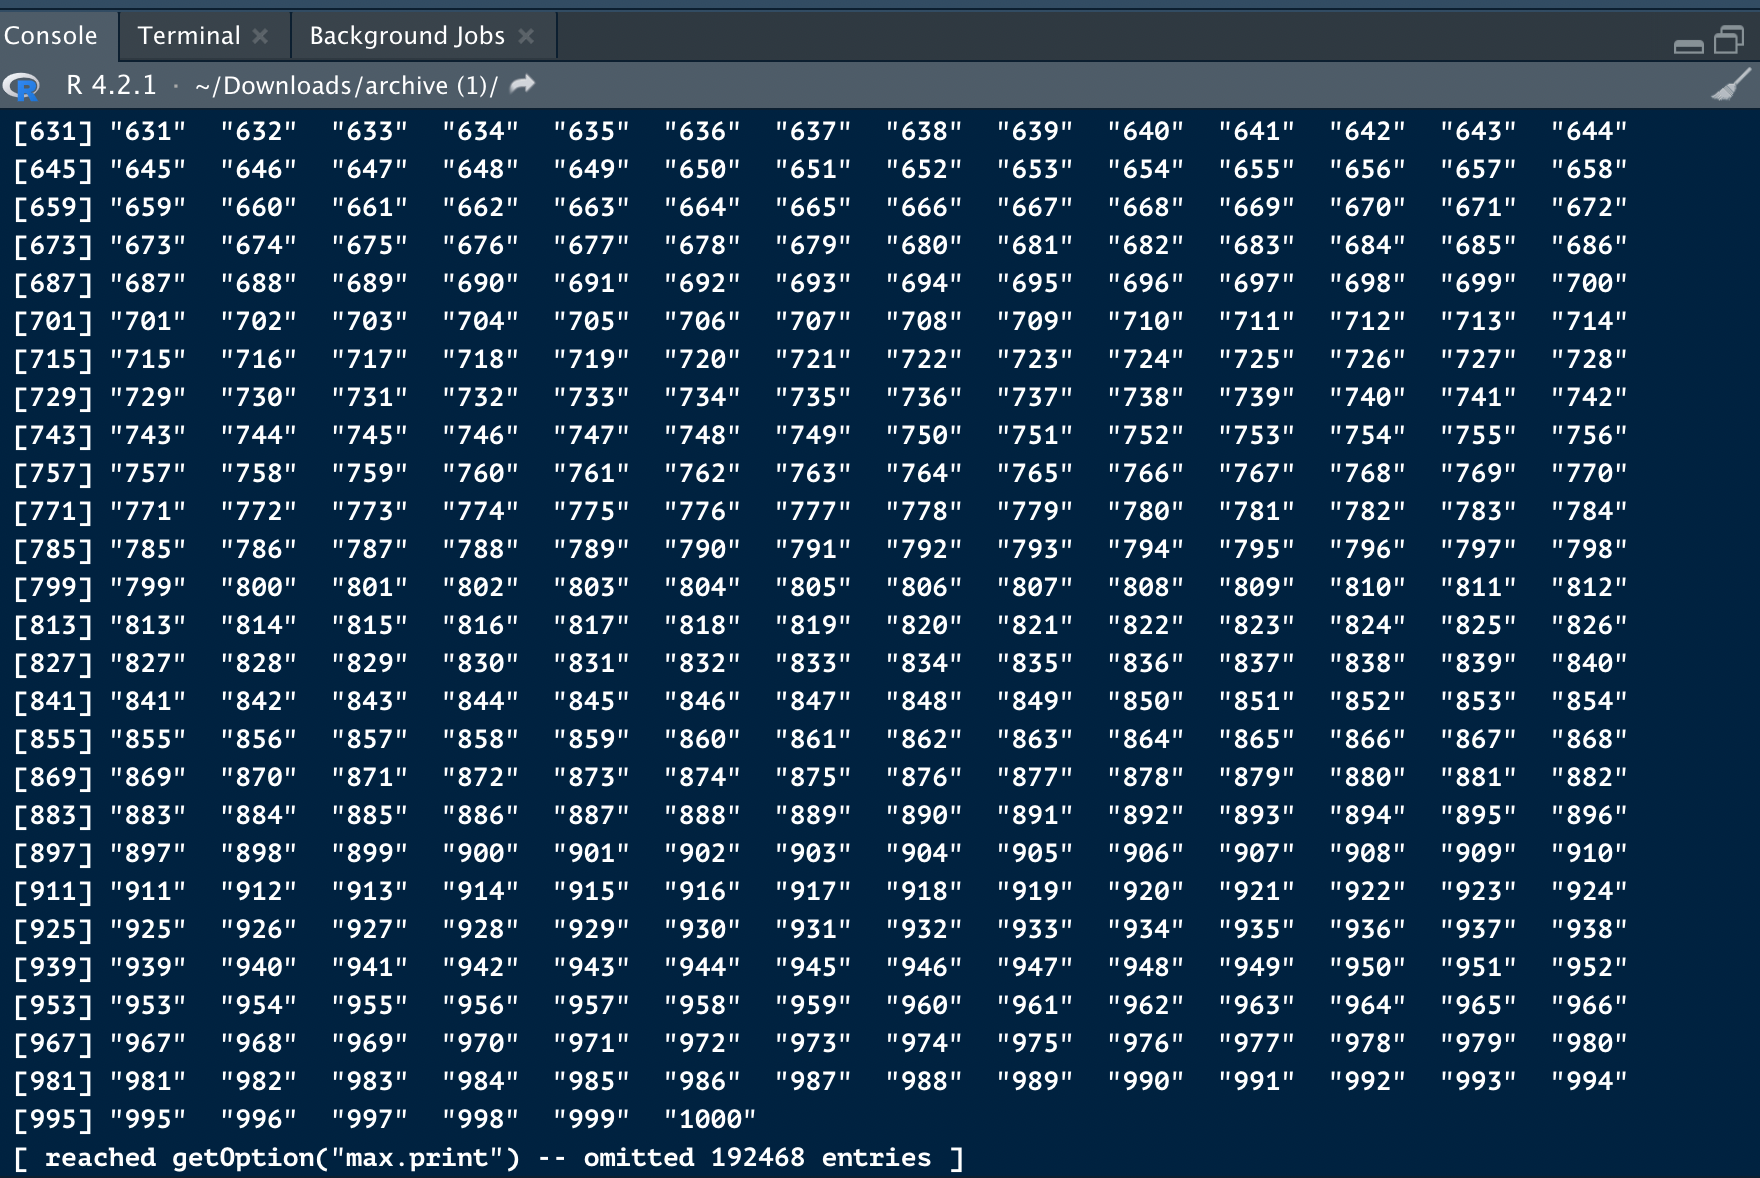 Console Terminal × Background Jobs ×
R R 4.2.1 · ~/Downloads/archive (1)/
[631] "631" "632" "633" "634" "635" "636" "637" "638" "639" "640" "641" "642" "643" "644"
[645] "645" "646" "647" "648" "649" "650" "651" "652" "653" "654" "655" "656" "657" "658"
[659] "659" "660" "661" "662" "663" "664" "665" "666" "667" "668" "669" "670" "671" "672"
[673] "673" "674" "675" "676" "677" "678" "679" "680" "681" "682" "683" "684" "685" "686"
[687] "687" "688" "689" "690" "691" "692" "693" "694" "695" "696" "697" "698" "699" "700"
[701] "701" "702" "703" "704" "705" "706" "707" "708" "709" "710" "711" "712" "713" "714"
[715] "715" "716" "717" "718" "719" "720" "721" "722" "723" "724" "725" "726" "727" "728"
[729] "729" "730" "731" "732" "733" "734" "735" "736" "737" "738" "739" "740" "741" "742"
[743] "743" "744" "745" "746" "747" "748" "749" "750" "751" "752" "753" "754" "755" "756"
[757] "757" "758" "759" "760" "761" "762" "763" "764" "765" "766" "767" "768" "769" "770"
[771] "771" "772" "773" "774" "775" "776" "777" "778" "779" "780" "781" "782" "783" "784"
[785] "785" "786" "787" "788" "789" "790" "791" "792" "793" "794" "795" "796" "797" "798"
[799] "799" "800" "801" "802" "803" "804" "805" "806" "807" "808" "809" "810" "811" "812"
[813] "813" "814" "815" "816" "817" "818" "819" "820" "821" "822" "823" "824" "825" "826"
[827] "827" "828" "829" "830" "831" "832" "833" "834" "835" "836" "837" "838" "839" "840"
[841] "841" "842" "843" "844" "845" "846" "847" "848" "849" "850" "851" "852" "853" "854"
[855] "855" "856" "857" "858" "859" "860" "861" "862" "863" "864" "865" "866" "867" "868"
[869] "869" "870" "871" "872" "873" "874" "875" "876" "877" "878" "879" "880" "881" "882"
[883] "883" "884" "885" "886" "887" "888" "889" "890" "891" "892" "893" "894" "895" "896"
[897] "897" "898" "899" "900" "901" "902" "903" "904" "905" "906" "907" "908" "909" "910"
[911] "911" "912" "913" "914" "915" "916" "917" "918" "919" "920" "921" "922" "923" "924"
[925] "925" "926" "927" "928" "929" "930" "931" "932" "933" "934" "935" "936" "937" "938"
[939] "939" "940" "941" "942" "943" "944" "945" "946" "947" "948" "949" "950" "951" "952"
[953] "953" "954" "955" "956" "957" "958" "959" "960" "961" "962" "963" "964" "965" "966"
[967] "967" "968" "969" "970" "971" "972" "973" "974" "975" "976" "977" "978" "979" "980"
[981] "981" "982" "983" "984" "985" "986" "987" "988" "989" "990" "991" "992" "993" "994"
[995] "995" "996" "997" "998" "999" "1000"
[ reached getOption("max.print") -- omitted 192468 entries ]